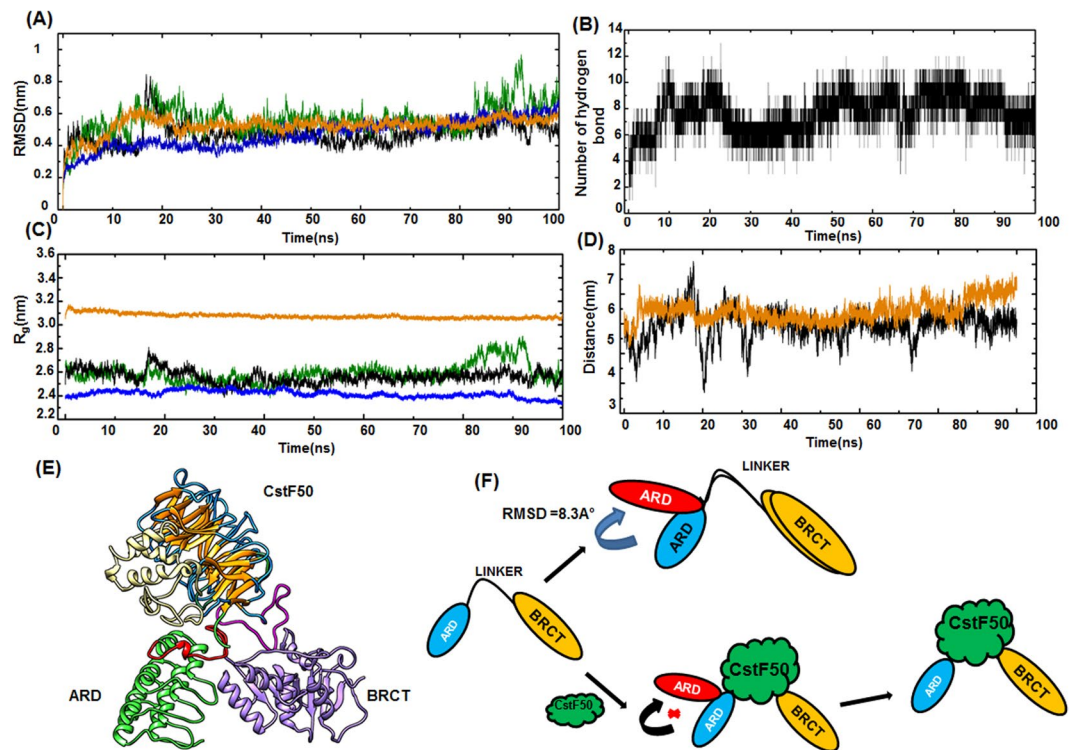 (A)
RMSD(nm)
1
0.8
0.6
0.4
0.2
0
0 10 20 30 40 50 60 70 80 90 100
Time(ns)
(B)
Number of hydrogen
bond
14
12
10
8
6
4
2
0
0 10 20 30 40 50 60 70 80 90 100
Time(ns)
(C)
Rg(nm)
3.6
3.4
3.2
3.0
2.8
2.6
2.4
2.2
0 10 20 30 40 50 60 70 80 90 100
Time(ns)
(D)
Distance(nm)
8
7
6
5
4
3
2
0 10 20 30 40 50 60 70 80 90 100
Time(ns)
(E)
CstF50
ARD
BRCT
(F)
LINKER
ARD
RMSD =8.3A°
ARD
BRCT
LINKER
ARD
BRCT
CstF50
CstF50
ARD
ARD
BRCT
CstF50
ARD
BRCT